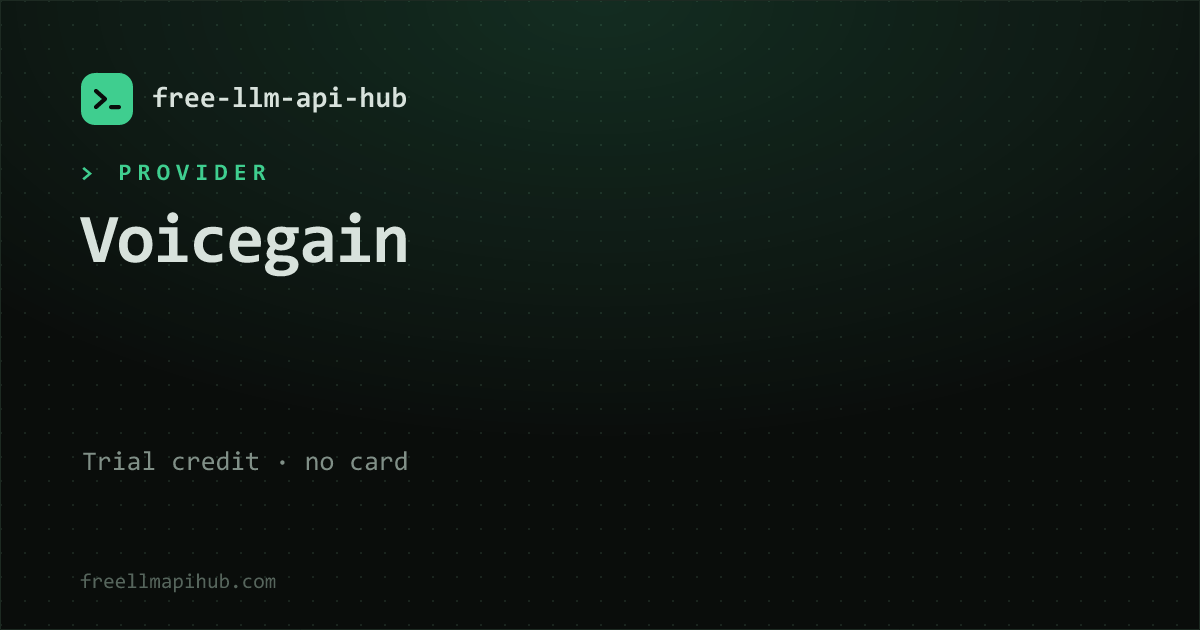 >_ free-llm-api-hub
> PROVIDER
Voicegain
Trial credit · no card
freellmapihub.com